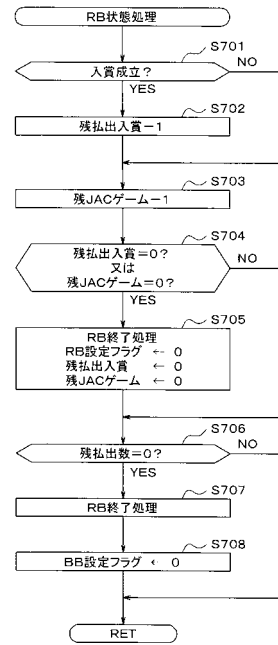 RB状態処理
S701
入賞成立?
NO
YES
S702
残払出入賞-1
S703
残JACゲーム-1
S704
残払出入賞=0?
又は
残JACゲーム=0?
NO
YES
S705
RB終了処理
RB設定フラグ ← 0
残払出入賞 ← 0
残JACゲーム ← 0
S706
残払出数=0?
NO
YES
S707
RB終了処理
S708
BB設定フラグ ← 0
RET